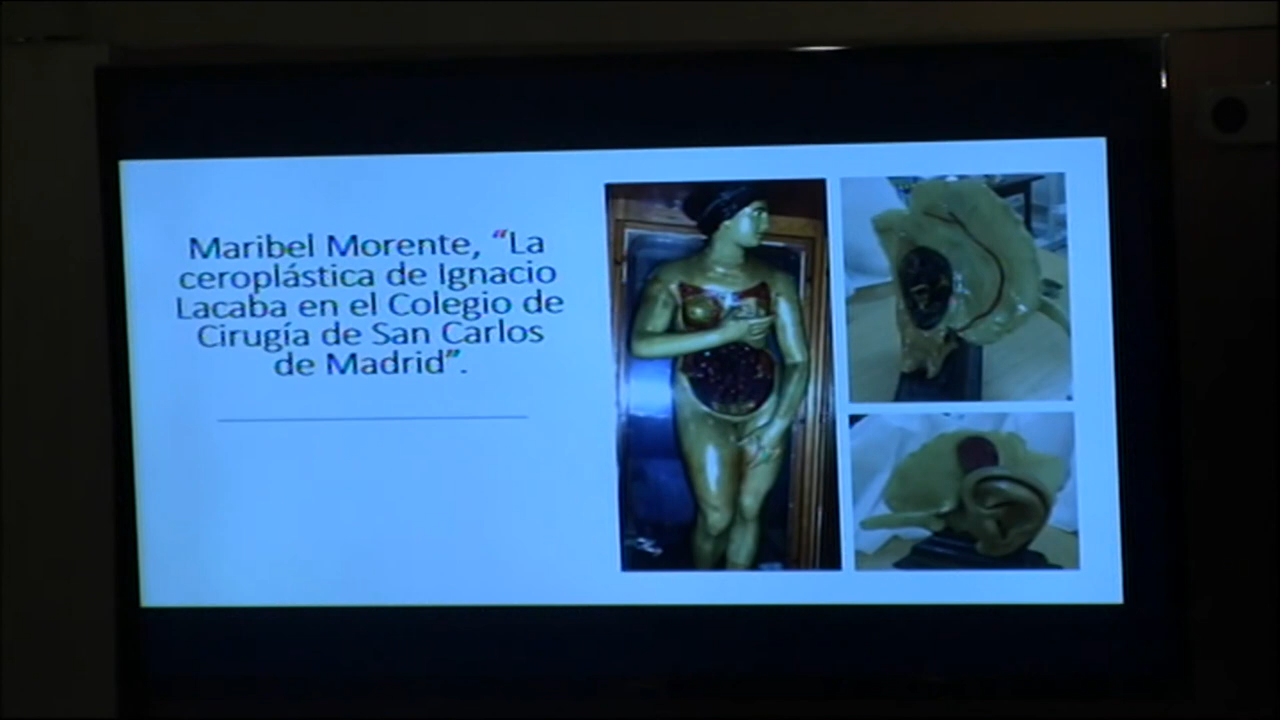 Maribel Morente, “La
ceroplástica de Ignacio
Lacaba en el Colegio de
Cirugía de San Carlos
de Madrid”.